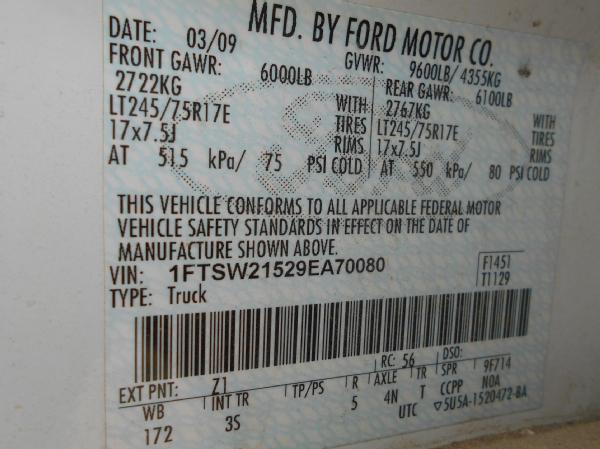 MFD. BY FORD MOTOR CO.
DATE: 03/09 GVWR: 9600LB/ 4355KG
FRONT GAWR: 6000LB REAR GAWR: 6100LB
2722KG WITH 2767KG WITH
LT245/75R17E TIRES LT245/75R17E TIRES
17x7.5J RIMS 17x7.5J RIMS
AT 515 kPa/ 75 PSI COLD AT 550 kPa/ 80 PSI COLD
THIS VEHICLE CONFORMS TO ALL APPLICABLE FEDERAL MOTOR
VEHICLE SAFETY STANDARDS IN EFFECT ON THE DATE OF
MANUFACTURE SHOWN ABOVE.
VIN: 1FTSW21529EA70080 F1451
TYPE: Truck T1129
EXT PNT: Z1 RC: 56 DSO:
WB INT TR TP/PS R AXLE TR SPR 9F714
172 3S 5 4N T CCPP NOA
UTC ▽5U5A-1520472-BA